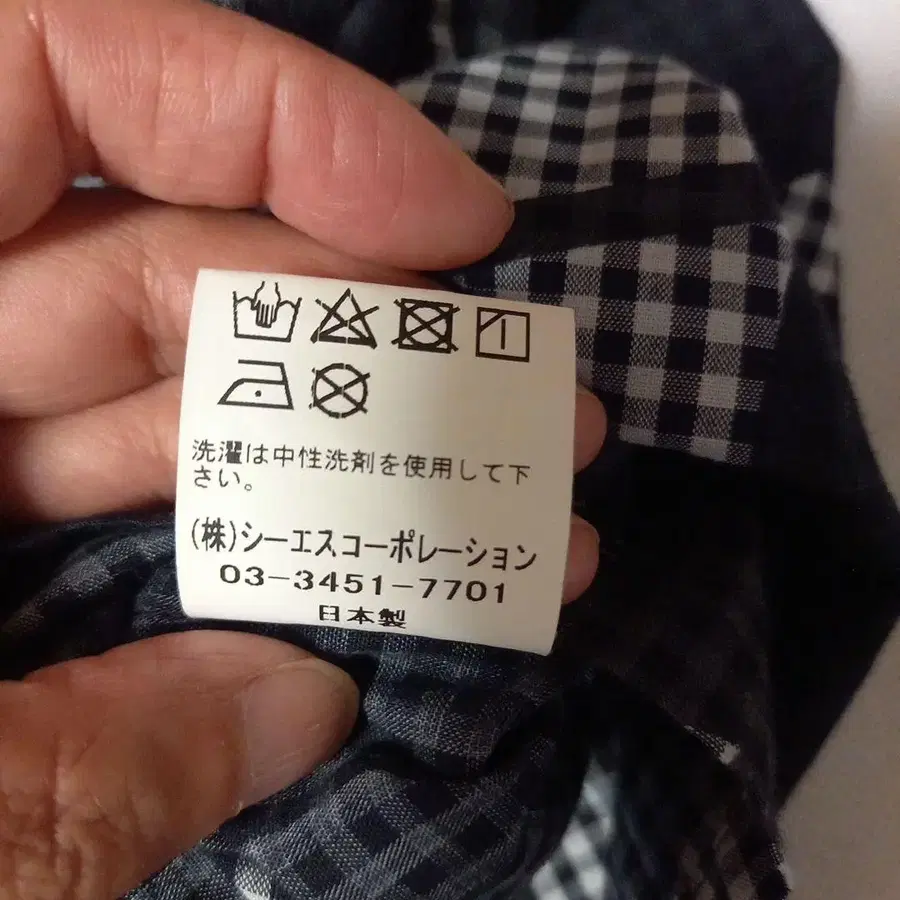 洗濯は中性洗剤を使用して下
さい。
(株)シーエスコーポレーション
03-3451-7701
日本製